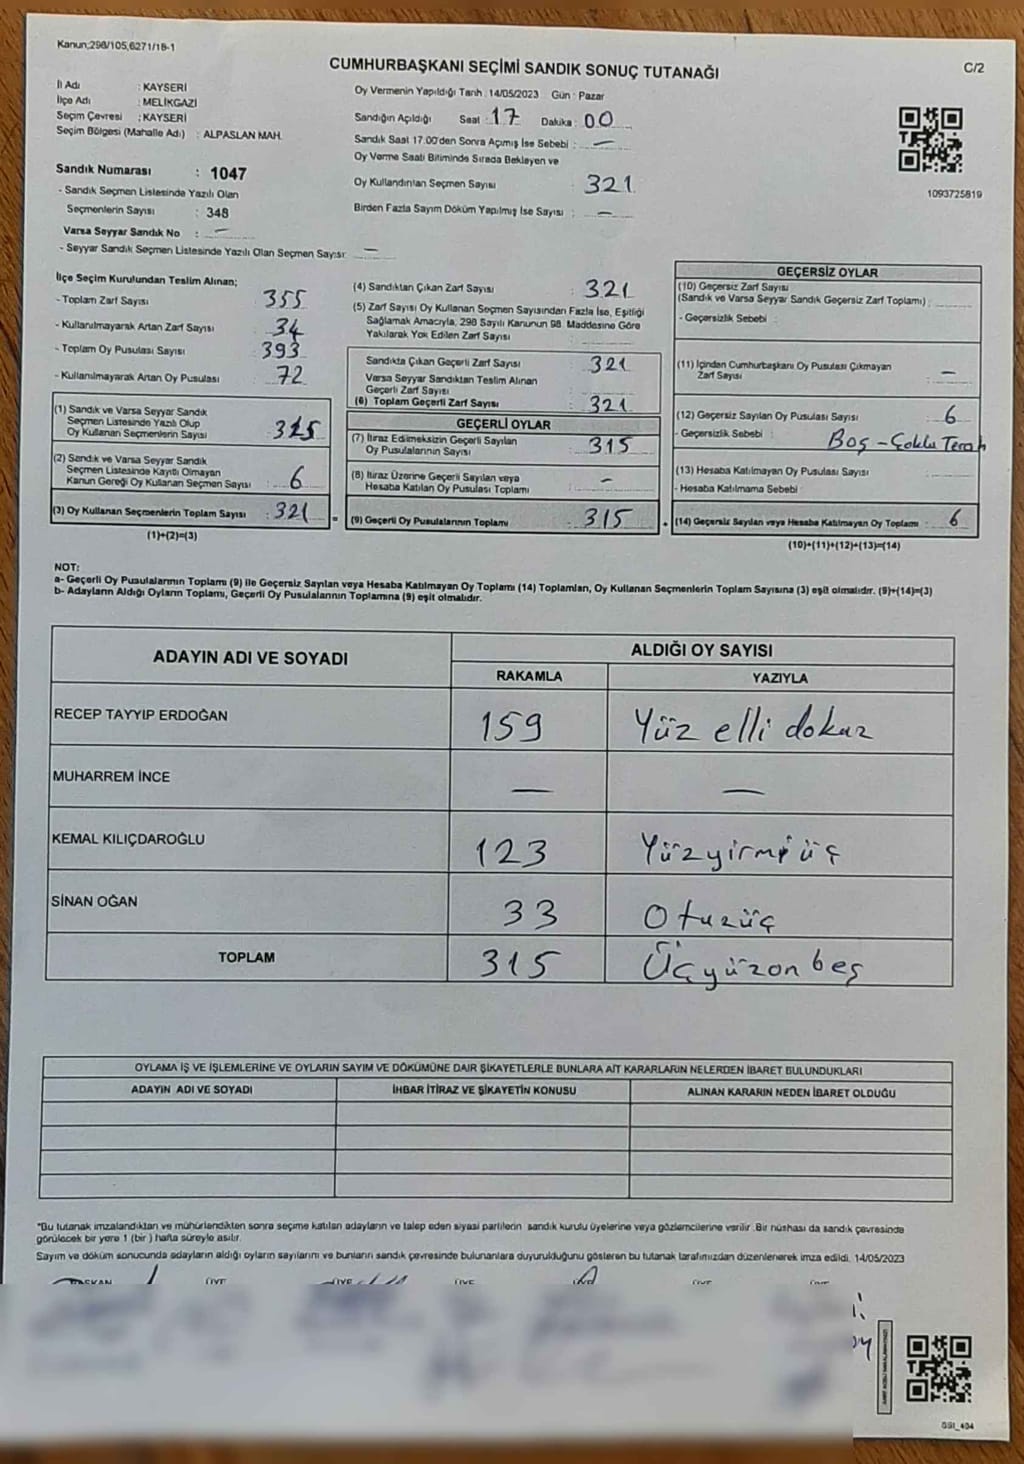 Kanun;298/105,6271/18-1
C/2
CUMHURBAŞKANI SEÇİMİ SANDIK SONUÇ TUTANAĞI
İl Adı : KAYSERİ
İlçe Adı : MELİKGAZİ
Seçim Çevresi : KAYSERİ
Seçim Bölgesi (Mahalle Adı) : ALPASLAN MAH.
Sandık Numarası : 1047
- Sandık Seçmen Listesinde Yazılı Olan
Seçmenlerin Sayısı : 348
Varsa Seyyar Sandık No : —
- Seyyar Sandık Seçmen Listesinde Yazılı Olan Seçmen Sayısı: —
Oy Vermenin Yapıldığı Tarih : 14/05/2023 Gün : Pazar
Sandığın Açıldığı Saat : 17 Dakika : 00
Sandık Saat 17.00'den Sonra Açımış İse Sebebi : —
Oy Verme Saati Bitiminde Sırada Bekleyen ve
Oy Kullandırılan Seçmen Sayısı 321
Birden Fazla Sayım Döküm Yapılmış İse Sayısı : —
1093725819
İlçe Seçim Kurulundan Teslim Alınan;
- Toplam Zarf Sayısı 355
- Kullanılmayarak Artan Zarf Sayısı : 34
- Toplam Oy Pusulası Sayısı 393
- Kullanılmayarak Artan Oy Pusulası : 72
(1) Sandık ve Varsa Seyyar Sandık
Seçmen Listesinde Yazılı Olup
Oy Kullanan Seçmenlerin Sayısı : 315
(2) Sandık ve Varsa Seyyar Sandık
Seçmen Listesinde Kayıtlı Olmayan
Kanun Gereği Oy Kullanan Seçmen Sayısı : 6
(3) Oy Kullanan Seçmenlerin Toplam Sayısı : 321
(1)+(2)=(3)
(4) Sandıktan Çıkan Zarf Sayısı : 321
(5) Zarf Sayısı Oy Kullanan Seçmen Sayısından Fazla İse, Eşitliği
Sağlamak Amacıyla, 298 Sayılı Kanunun 98. Maddesine Göre
Yakılarak Yok Edilen Zarf Sayısı :
Sandıkta Çıkan Geçerli Zarf Sayısı : 321
Varsa Seyyar Sandıktan Teslim Alınan
Geçerli Zarf Sayısı :
(6) Toplam Geçerli Zarf Sayısı : 321
GEÇERLİ OYLAR
(7) İtiraz Edilmeksizin Geçerli Sayılan
Oy Pusulalarının Sayısı : 315
(8) İtiraz Üzerine Geçerli Sayılan veya
Hesaba Katılan Oy Pusulası Toplamı : —
(9) Geçerli Oy Pusulalarının Toplamı : 315
GEÇERSİZ OYLAR
(10) Geçersiz Zarf Sayısı
(Sandık ve Varsa Seyyar Sandık Geçersiz Zarf Toplamı) :
- Geçersizlik Sebebi :
(11) İçinden Cumhurbaşkanı Oy Pusulası Çıkmayan
Zarf Sayısı : —
(12) Geçersiz Sayılan Oy Pusulası Sayısı : 6
- Geçersizlik Sebebi : Boş - Çoklu Tercih
(13) Hesaba Katılmayan Oy Pusulası Sayısı :
- Hesaba Katılmama Sebebi :
(14) Geçersiz Sayılan veya Hesaba Katılmayan Oy Toplamı : 6
(10)+(11)+(12)+(13)=(14)
NOT:
a- Geçerli Oy Pusulalarının Toplamı (9) ile Geçersiz Sayılan veya Hesaba Katılmayan Oy Toplamı (14) Toplamları, Oy Kullanan Seçmenlerin Toplam Sayısına (3) eşit olmalıdır. (9)+(14)=(3)
b- Adayların Aldığı Oyların Toplamı, Geçerli Oy Pusulalarının Toplamına (9) eşit olmalıdır.
ADAYIN ADI VE SOYADI
ALDIĞI OY SAYISI
RAKAMLA YAZIYLA
RECEP TAYYİP ERDOĞAN 159 Yüz elli dokuz
MUHARREM İNCE — —
KEMAL KILIÇDAROĞLU 123 Yüzyirmi üç
SİNAN OĞAN 33 Otuzüç
TOPLAM 315 Üçyüzon beş
OYLAMA İŞ VE İŞLEMLERİNE VE OYLARIN SAYIM VE DÖKÜMÜNE DAİR ŞİKAYETLERLE BUNLARA AİT KARARLARIN NELERDEN İBARET BULUNDUKLARI
ADAYIN ADI VE SOYADI İHBAR İTİRAZ VE ŞİKAYETİN KONUSU ALINAN KARARIN NEDEN İBARET OLDUĞU
"Bu tutanak imzalandıktan ve mühürlendikten sonra seçime katılan adayların ve talep eden siyasi partilerin sandık kurulu üyelerine veya gözlemcilerine verilir. Bir nüshası da sandık çevresinde
görülecek bir yere 1 (bir ) hafta süreyle asılır.
Sayım ve döküm sonucunda adayların aldığı oyların sayılarını ve bunların sandık çevresinde bulunanlara duyurulduğunu gösteren bu tutanak tarafımızdan düzenlenerek imza edildi. 14/05/2023
BAŞKAN ÜYE ÜYE ÜYE ÜYE ÜYE
SSI_404